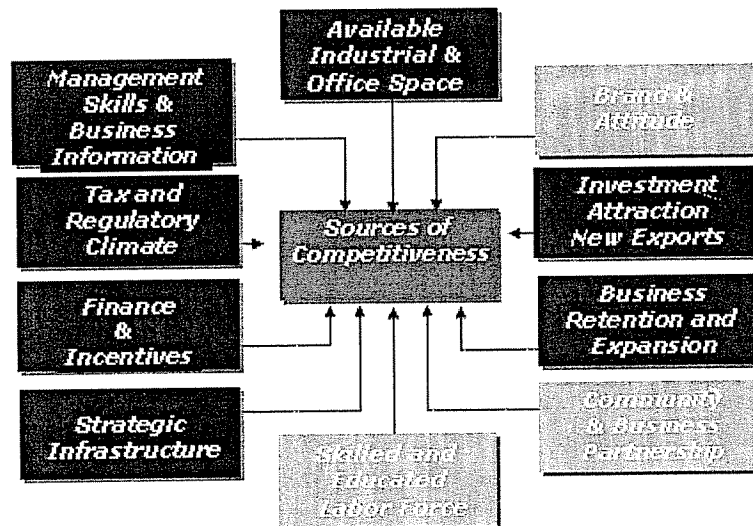 Available
Industrial &
Office Space
Management
Skills &
Business
Information
Brand &
Attitude
Tax and
Regulatory
Climate
Sources of
Competitiveness
Investment
Attraction
New Exports
Finance
&
Incentives
Business
Retention and
Expansion
Strategic
Infrastructure
Skilled and
Educated
Labor Force
Community
& Business
Partnership